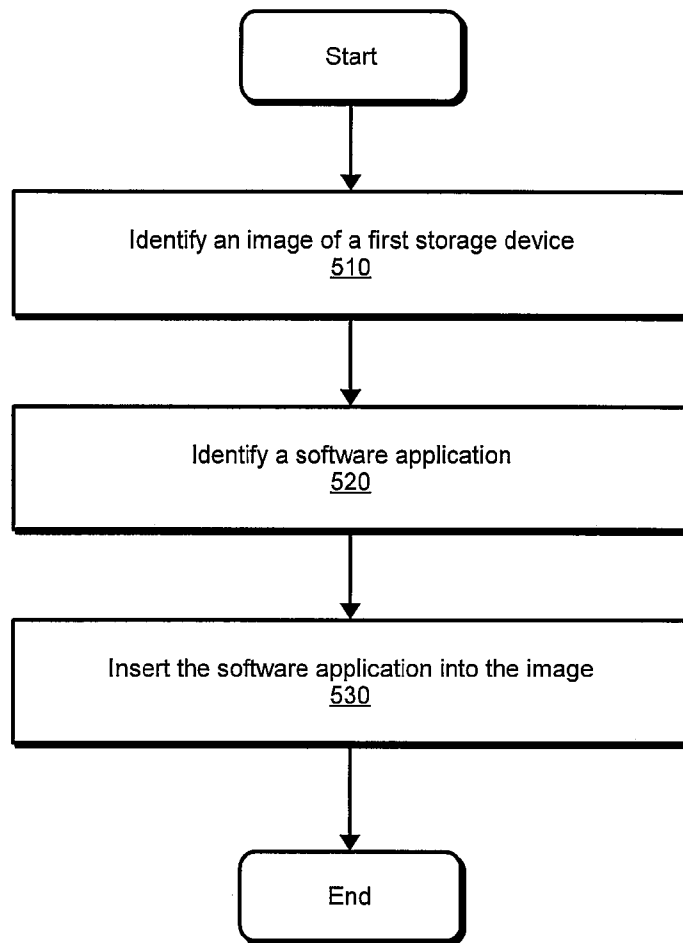 Start
Identify an image of a first storage device
510
Identify a software application
520
Insert the software application into the image
530
End